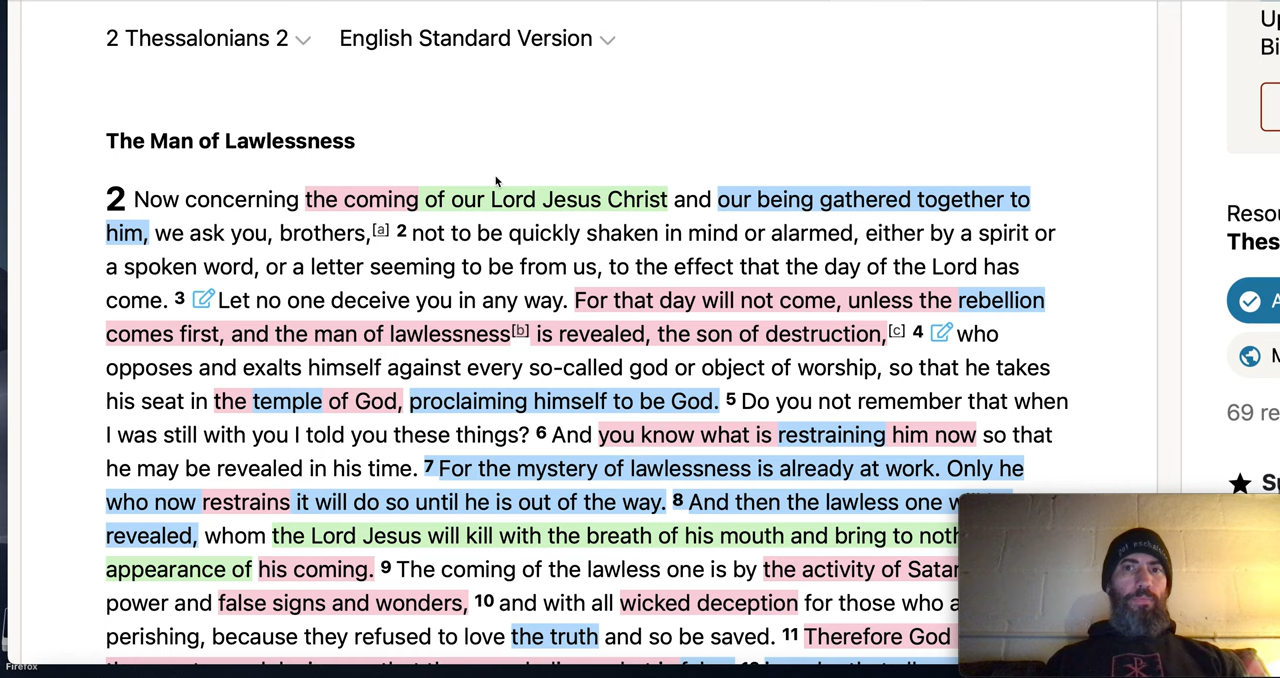 2 Thessalonians 2 English Standard Version
Up
Bi
The Man of Lawlessness
2 Now concerning the coming of our Lord Jesus Christ and our being gathered together to
him, we ask you, brothers,[a] 2 not to be quickly shaken in mind or alarmed, either by a spirit or
a spoken word, or a letter seeming to be from us, to the effect that the day of the Lord has
come. 3 Let no one deceive you in any way. For that day will not come, unless the rebellion
comes first, and the man of lawlessness[b] is revealed, the son of destruction,[c] 4 who
opposes and exalts himself against every so-called god or object of worship, so that he takes
his seat in the temple of God, proclaiming himself to be God. 5 Do you not remember that when
I was still with you I told you these things? 6 And you know what is restraining him now so that
he may be revealed in his time. 7 For the mystery of lawlessness is already at work. Only he
who now restrains it will do so until he is out of the way. 8 And then the lawless one
revealed, whom the Lord Jesus will kill with the breath of his mouth and bring to noth
appearance of his coming. 9 The coming of the lawless one is by the activity of Satan
power and false signs and wonders, 10 and with all wicked deception for those who a
perishing, because they refused to love the truth and so be saved. 11 Therefore God
Reso
Thes
A
M
69 re
Su
Firefox